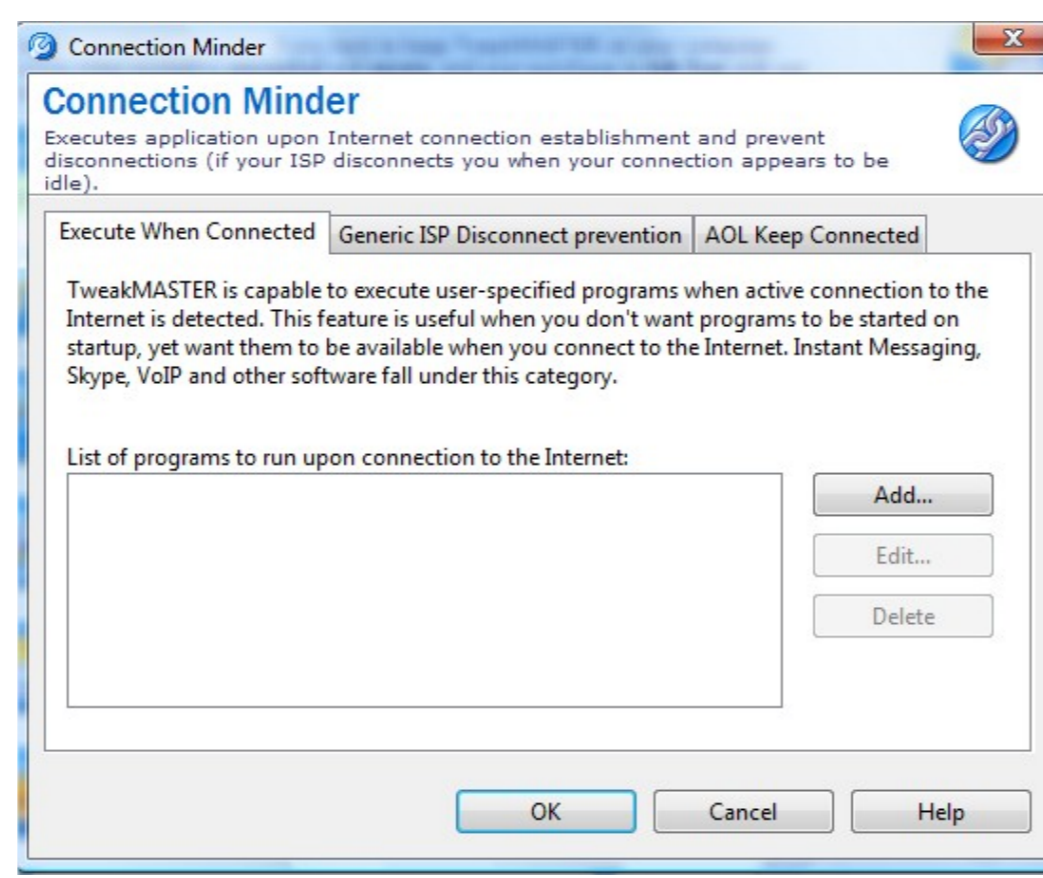 Connection Minder
Connection Minder
Executes application upon Internet connection establishment and prevent
disconnections (if your ISP disconnects you when your connection appears to be
idle).
Execute When Connected
Generic ISP Disconnect prevention
AOL Keep Connected
TweakMASTER is capable to execute user-specified programs when active connection to the
Internet is detected. This feature is useful when you don't want programs to be started on
startup, yet want them to be available when you connect to the Internet. Instant Messaging,
Skype, VoIP and other software fall under this category.
List of programs to run upon connection to the Internet:
Add...
Edit...
Delete
OK
Cancel
Help